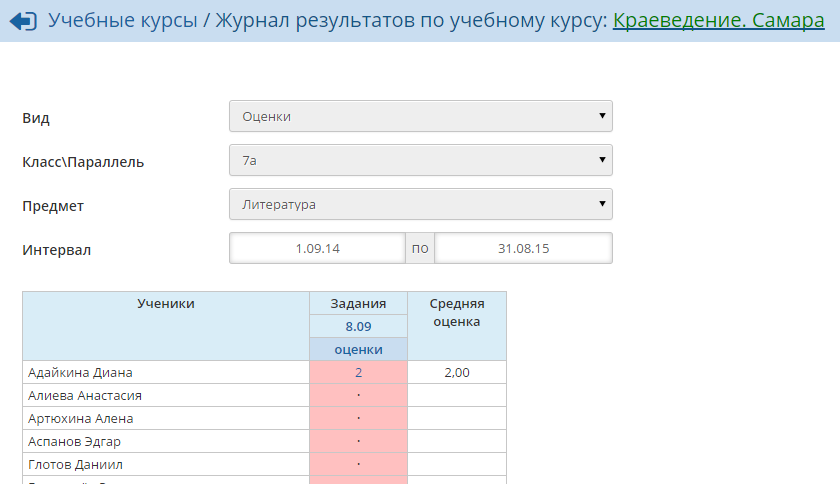 Учебные курсы / Журнал результатов по учебному курсу: Краеведение. Самара
Вид Оценки
Класс\Параллель 7а
Предмет Литература
Интервал 1.09.14 по 31.08.15
Ученики Задания Средняя оценка
8.09
оценки
Адайкина Диана 2 2,00
Алиева Анастасия .
Артюхина Алена .
Аспанов Эдгар .
Глотов Даниил .